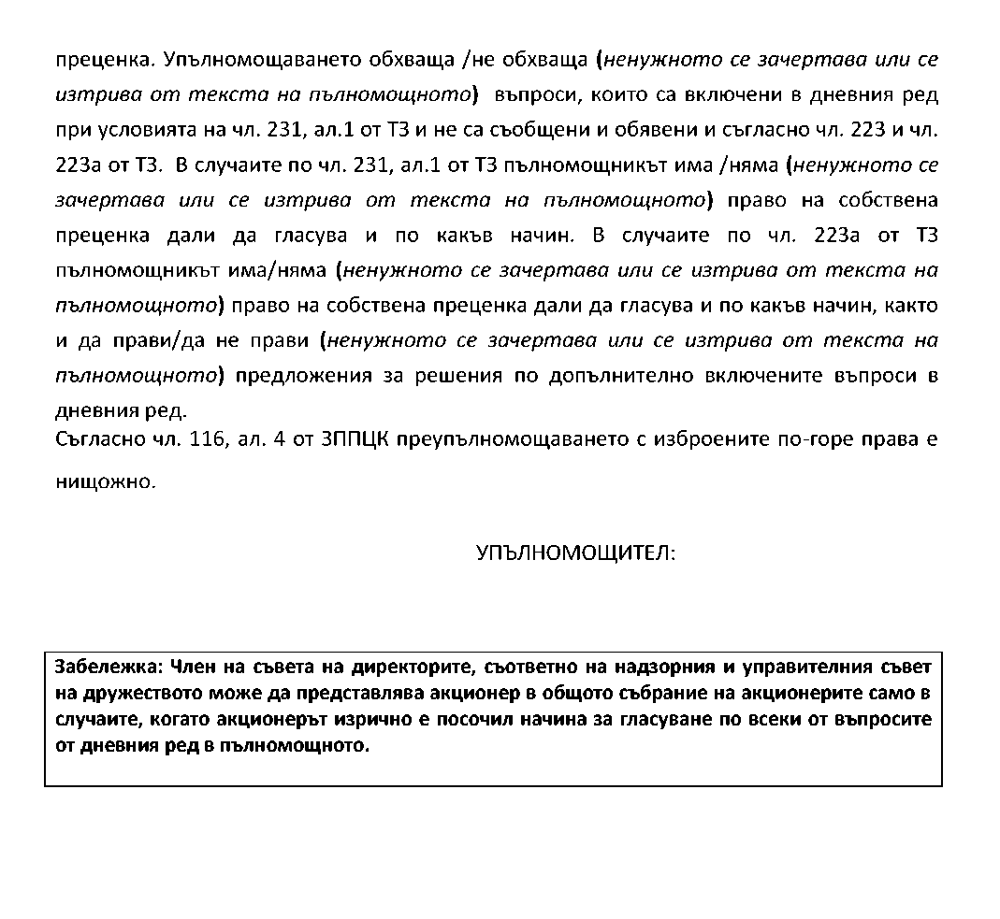 преценка. Упълномощаването обхваща /не обхваща (ненужното се зачертава или се
изтрива от текста на пълномощното)  въпроси, които са включени в дневния ред
при условията на чл. 231, ал.1 от ТЗ и не са съобщени и обявени и съгласно чл. 223 и чл.
223а от ТЗ.  В случаите по чл. 231, ал.1 от ТЗ пълномощникът има /няма (ненужното се
зачертава или се изтрива от текста на пълномощното) право на собствена
преценка дали да гласува и по какъв начин. В случаите по чл. 223а от ТЗ
пълномощникът има/няма (ненужното се зачертава или се изтрива от текста на
пълномощното) право на собствена преценка дали да гласува и по какъв начин, както
и да прави/да не прави (ненужното се зачертава или се изтрива от текста на
пълномощното) предложения за решения по допълнително включените въпроси в
дневния ред.
Съгласно чл. 116, ал. 4 от ЗППЦК преупълномощаването с изброените по-горе права е
нищожно.
УПЪЛНОМОЩИТЕЛ:
Забележка: Член на съвета на директорите, съответно на надзорния и управителния съвет
на дружеството може да представлява акционер в общото събрание на акционерите само в
случаите, когато акционерът изрично е посочил начина за гласуване по всеки от въпросите
от дневния ред в пълномощното.